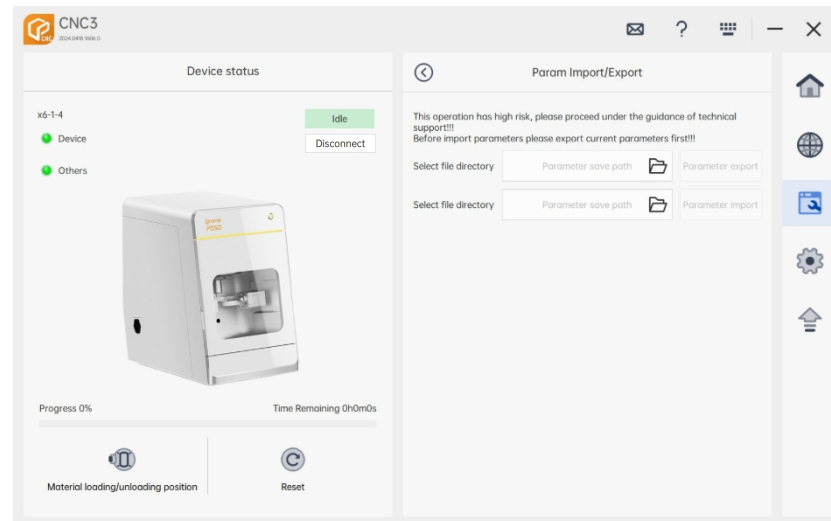 CNC3
Device status
Param Import/Export
x6-1-4
Idle
Device
Disconnect
Others
This operation has high risk, please proceed under the guidance of technical
support!!!
Before import parameters please export current parameters first!!!
Select file directory
Parameter save path
Parameter export
Select file directory
Parameter save path
Parameter import
P55D
Progress 0%
Time Remaining 0h0m0s
Material loading/unloading position
Reset